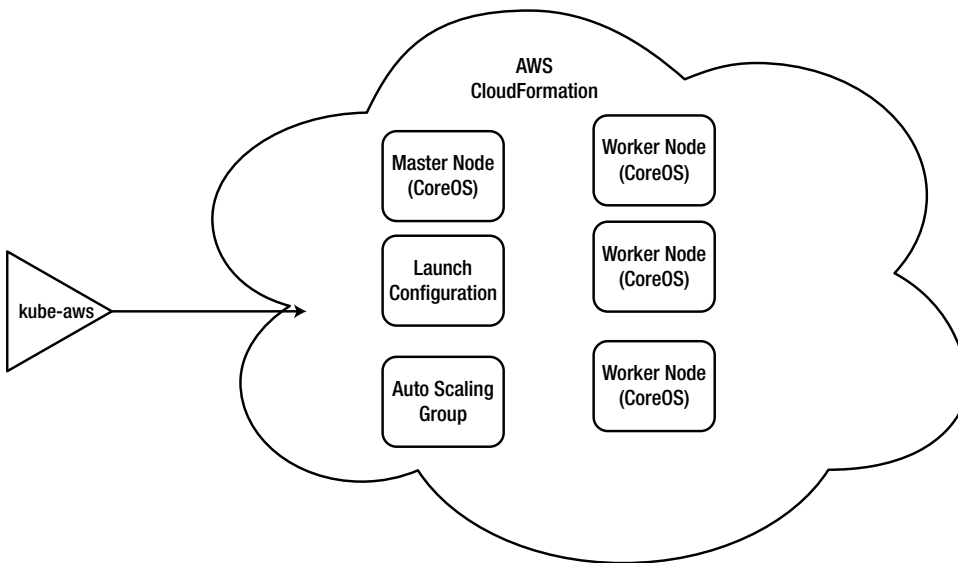 AWS
CloudFormation
Master Node
(CoreOS)
Launch
Configuration
Auto Scaling
Group
Worker Node
(CoreOS)
Worker Node
(CoreOS)
Worker Node
(CoreOS)
kube-aws